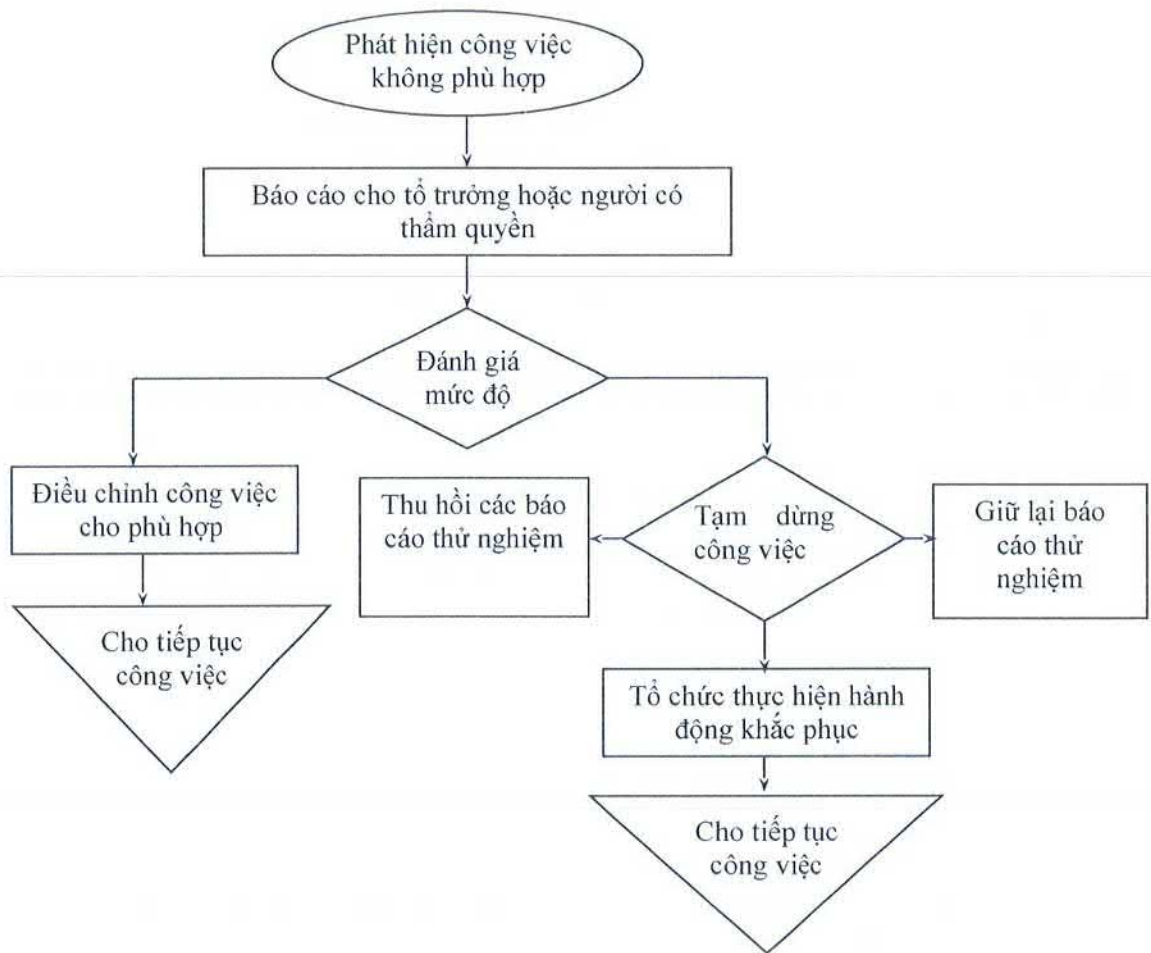 Phát hiện công việc
không phù hợp
Báo cáo cho tổ trưởng hoặc người có
thẩm quyền
Đánh giá
mức độ
Điều chỉnh công việc
cho phù hợp
Cho tiếp tục
công việc
Thu hồi các báo
cáo thử nghiệm
Tạm dừng
công việc
Giữ lại báo
cáo thử
nghiệm
Tổ chức thực hiện hành
động khắc phục
Cho tiếp tục
công việc